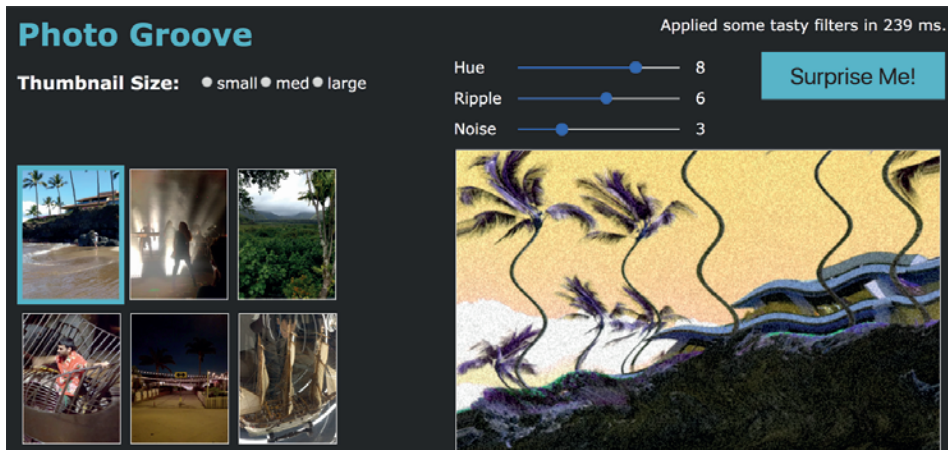 Photo Groove
Applied some tasty filters in 239 ms.
Thumbnail Size: small med large
Hue 8
Ripple 6
Noise 3
Surprise Me!